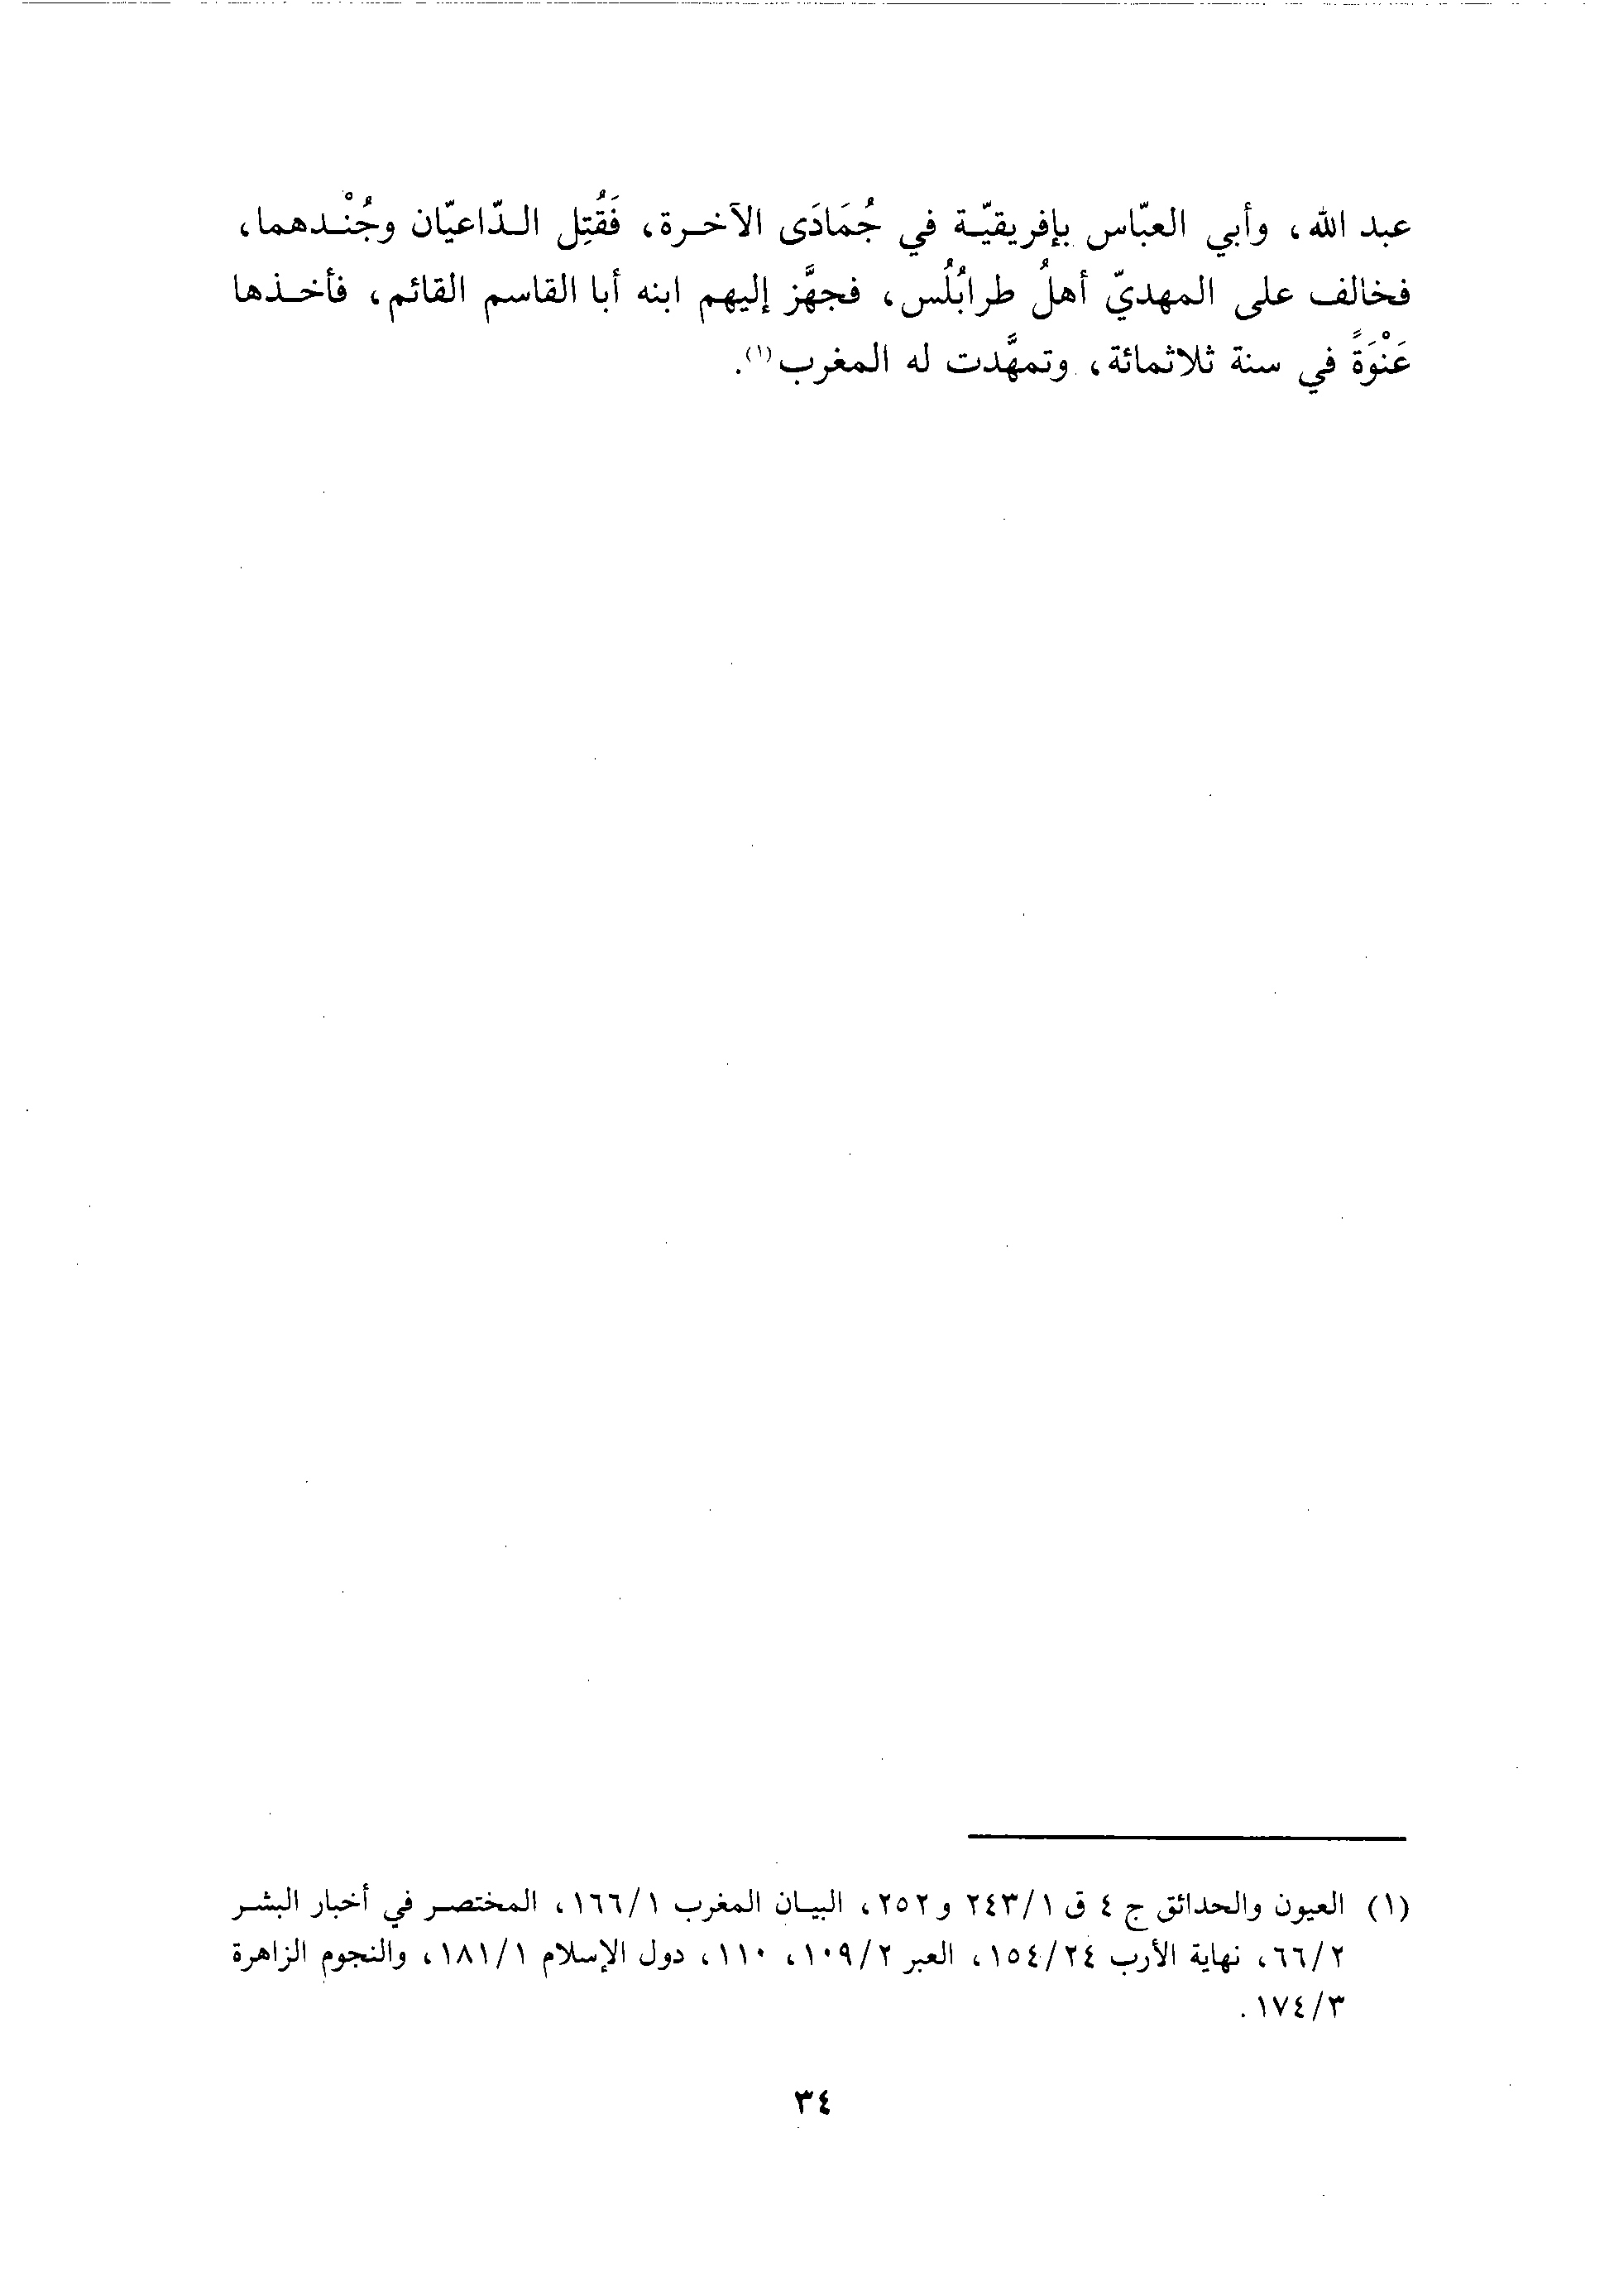 عبد الله، وأبي العبّاس بإفريقيّة في جُمَادَى الآخرة، فَقُتِل الدّاعيّان وجُنْدهما،
فخالف على المهديّ أهلُ طرابُلُس، فجهَّز إليهم ابنه أبا القاسم القائم، فأخذها
عَنْوَةً في سنة ثلاثمائة، وتمهَّدت له المغرب(١).
(١) العيون والحدائق ج ٤ ق ٢٤٣/١ و٢٥٢، البيان المغرب ١٦٦/١، المختصر في أخبار البشر
٦٦/٢، نهاية الأرب ١٥٤/٢٤، العبر ١٠٩/٢، ١١٠، دول الإسلام ١٨١/١، والنجوم الزاهرة
١٧٤/٣.
٣٤